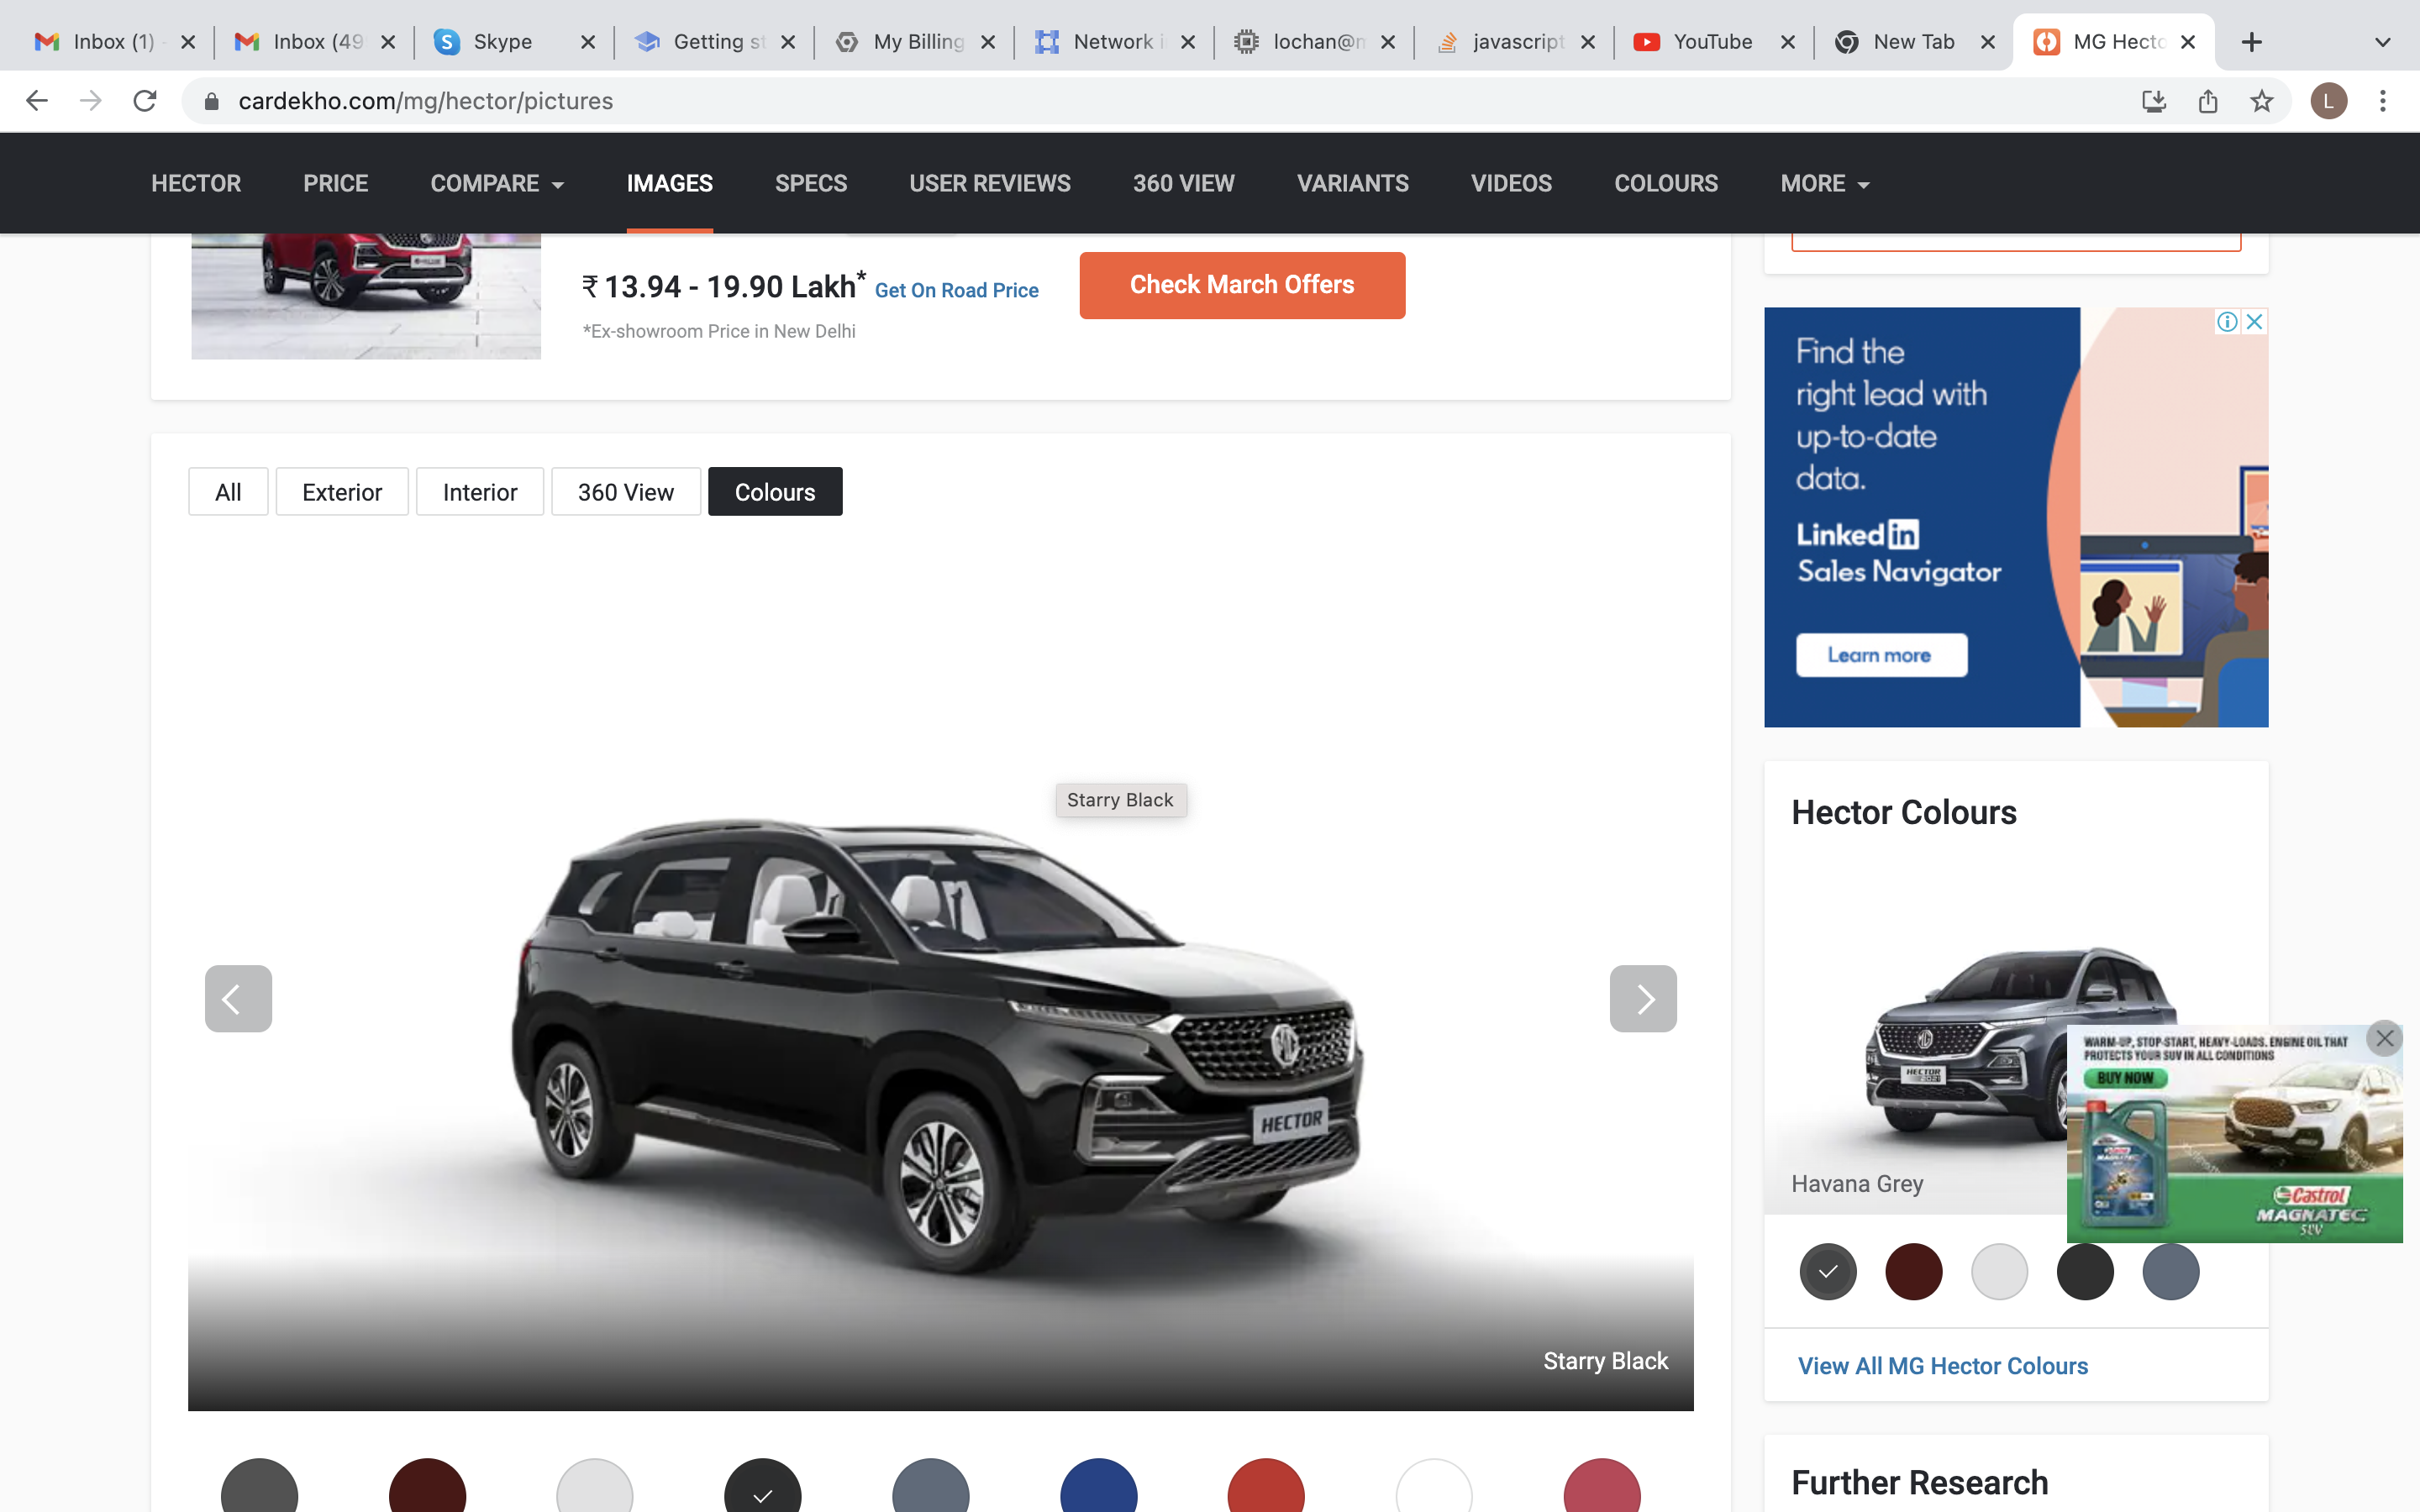 Inbox (1) -
Inbox (49
Skype
Getting st
My Billing
Network i
lochan@n
javascript
YouTube
New Tab
MG Hecto
cardekho.com/mg/hector/pictures
L
HECTOR
PRICE
COMPARE
IMAGES
SPECS
USER REVIEWS
360 VIEW
VARIANTS
VIDEOS
COLOURS
MORE
₹ 13.94 - 19.90 Lakh* Get On Road Price
Check March Offers
*Ex-showroom Price in New Delhi
All
Exterior
Interior
360 View
Colours
Starry Black
HECTOR
Starry Black
Find the
right lead with
up-to-date
data.
Linked in
Sales Navigator
Learn more
Hector Colours
HECTOR
Havana Grey
WARM-UP, STOP-START, HEAVY-LOADS. ENGINE OIL THAT
PROTECTS YOUR SUV IN ALL CONDITIONS
BUY NOW
Castrol
MAGNATEC
SUV
View All MG Hector Colours
Further Research